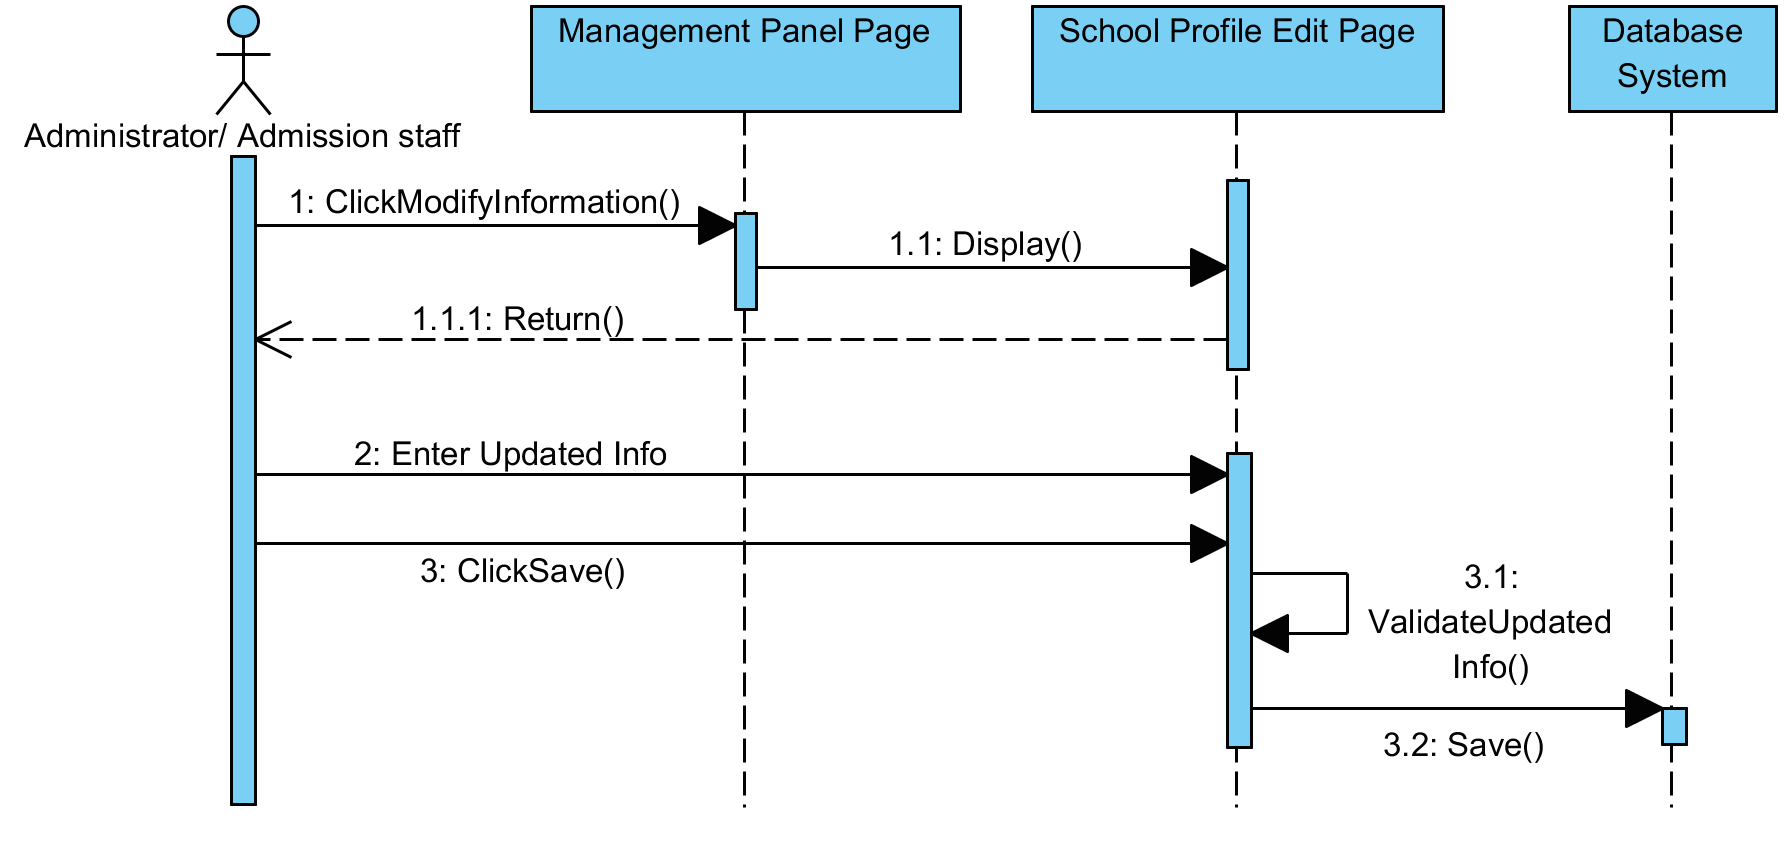 Management Panel Page
School Profile Edit Page
Database
System
Administrator/ Admission staff
1: ClickModifyInformation()
1.1: Display()
1.1.1: Return()
2: Enter Updated Info
3: ClickSave()
3.1:
ValidateUpdated
Info()
3.2: Save()